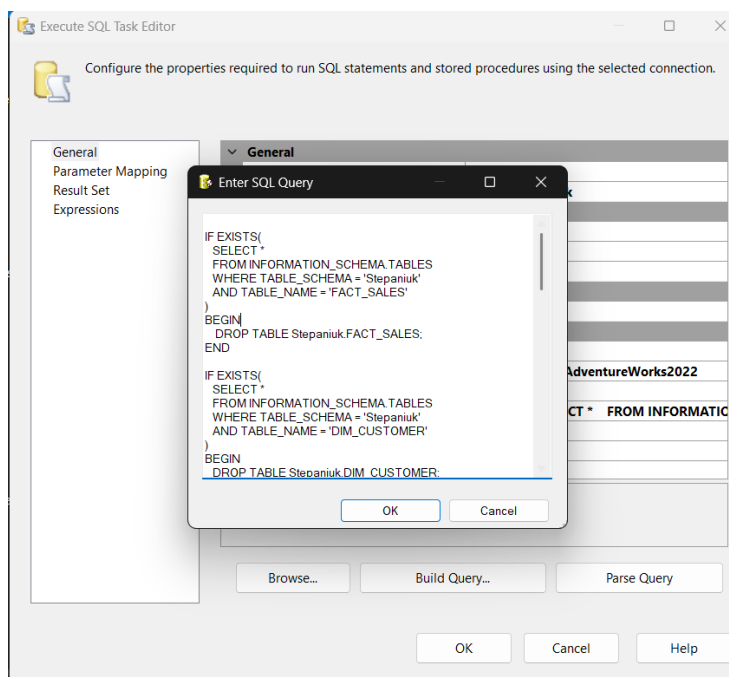 Execute SQL Task Editor
Configure the properties required to run SQL statements and stored procedures using the selected connection.
General
Parameter Mapping
Result Set
Expressions
General
Enter SQL Query
IF EXISTS(
SELECT *
FROM INFORMATION_SCHEMA.TABLES
WHERE TABLE_SCHEMA = 'Stepaniuk'
AND TABLE_NAME = 'FACT_SALES'
)
BEGIN
DROP TABLE Stepaniuk.FACT_SALES;
END
IF EXISTS(
SELECT *
FROM INFORMATION_SCHEMA.TABLES
WHERE TABLE_SCHEMA = 'Stepaniuk'
AND TABLE_NAME = 'DIM_CUSTOMER'
)
BEGIN
DROP TABLE Stepaniuk.DIM_CUSTOMER;
OK
Cancel
AdventureWorks2022
CT * FROM INFORMATIC
Browse...
Build Query...
Parse Query
OK
Cancel
Help